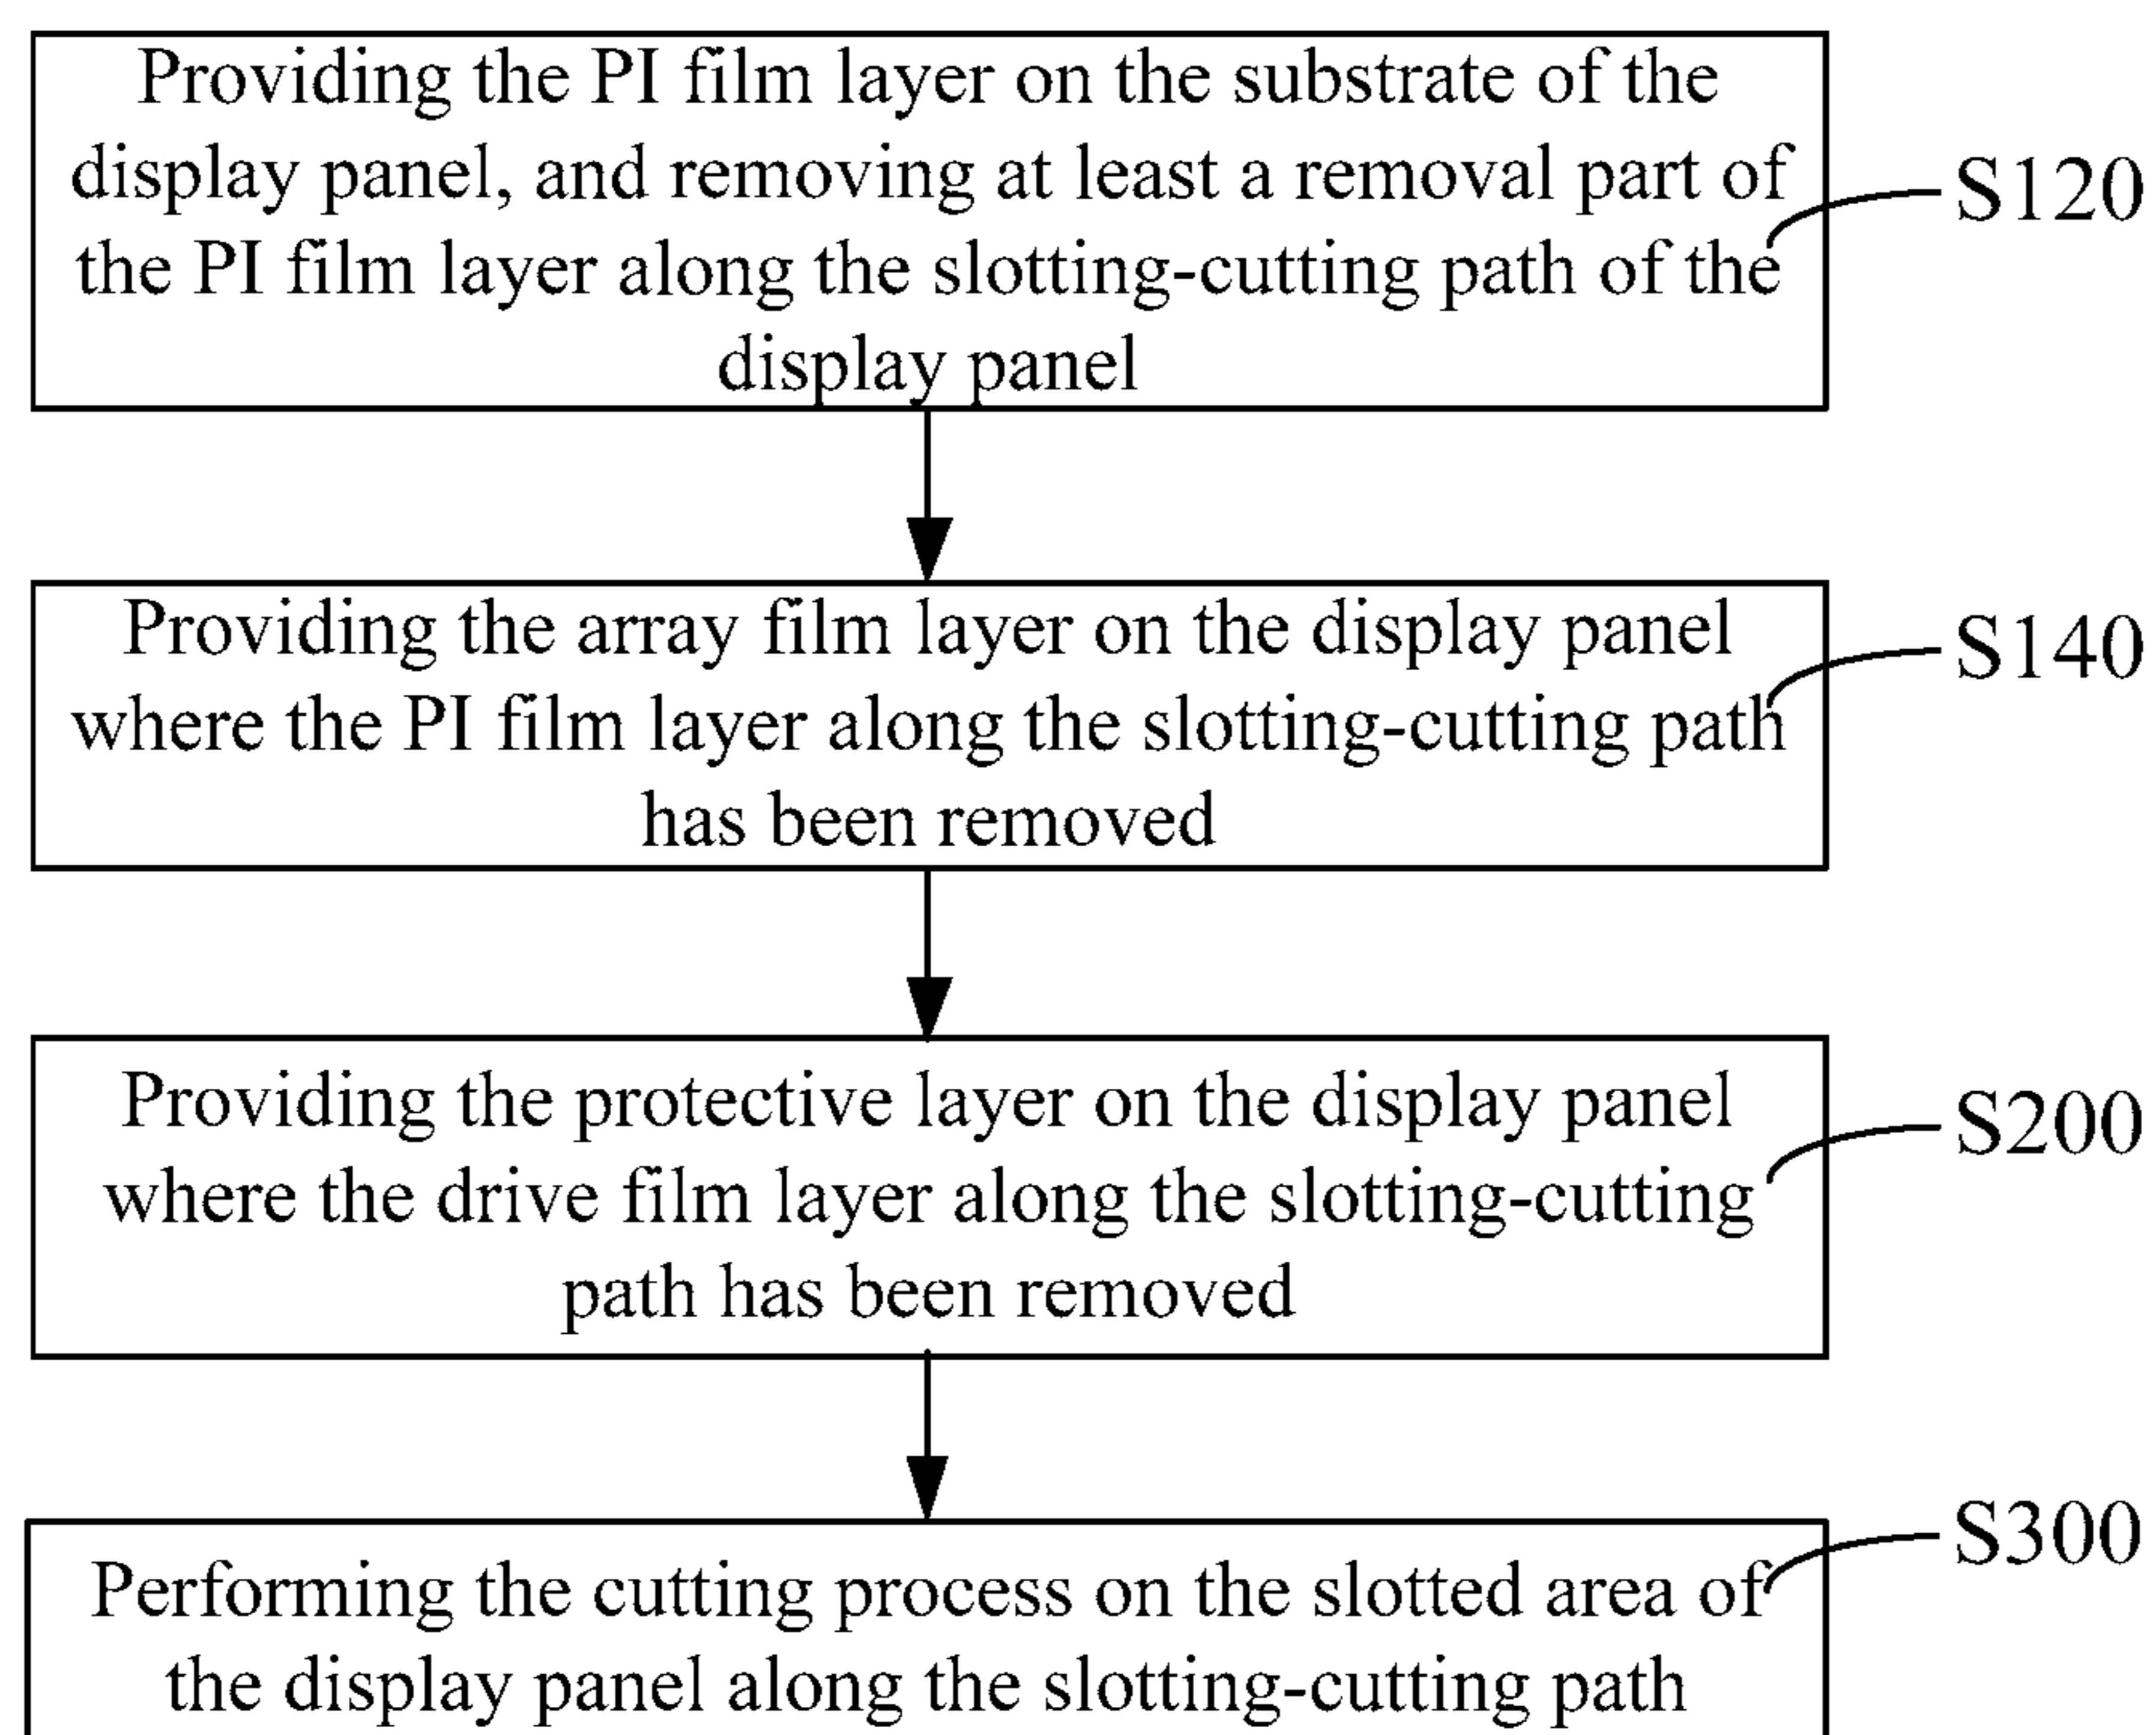 Providing the PI film layer on the substrate of the
display panel, and removing at least a removal part of
the PI film layer along the slotting-cutting path of the
display panel
S120
Providing the array film layer on the display panel
where the PI film layer along the slotting-cutting path
has been removed
S140
Providing the protective layer on the display panel
where the drive film layer along the slotting-cutting
path has been removed
S200
Performing the cutting process on the slotted area of
the display panel along the slotting-cutting path
S300